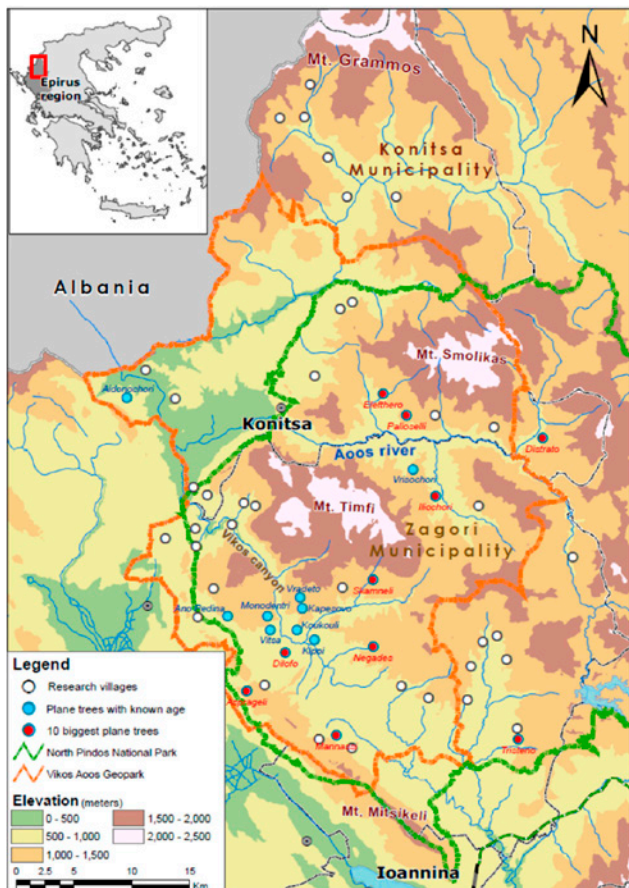 Epirus
region
N
Mt. Grammos
Konitsa
Municipality
Albania
Mt. Smolikas
Aidonochori
Elefthero
Palioselli
Konitsa
Distrato
Aoos river
Vrisochori
Iliochori
Mt. Timfi
Zagori
Municipality
Vikos canyon
Skamneli
Vradeto
Ano Pedina
Monodentri
Kapesovo
Koukouli
Vitsa
Kipoi
Dilofo
Negades
Tristeno
Mt. Mitsikeli
Ioannina
Legend
Research villages
Plane trees with known age
10 biggest plane trees
North Pindos National Park
Vikos Aoos Geopark
Elevation (meters)
0 - 500
1,500 - 2,000
500 - 1,000
2,000 - 2,500
1,000 - 1,500
0 2.5 5 10 15
Km